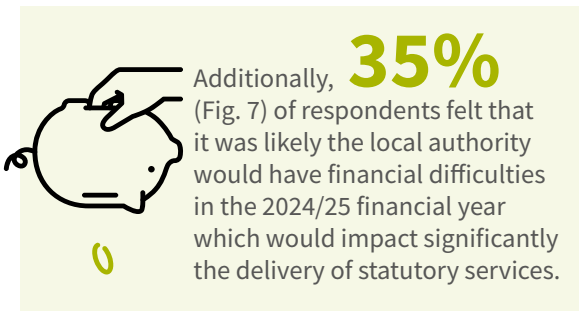 Additionally, 35%
(Fig. 7) of respondents felt that
it was likely the local authority
would have financial difficulties
in the 2024/25 financial year
which would impact significantly
the delivery of statutory services.